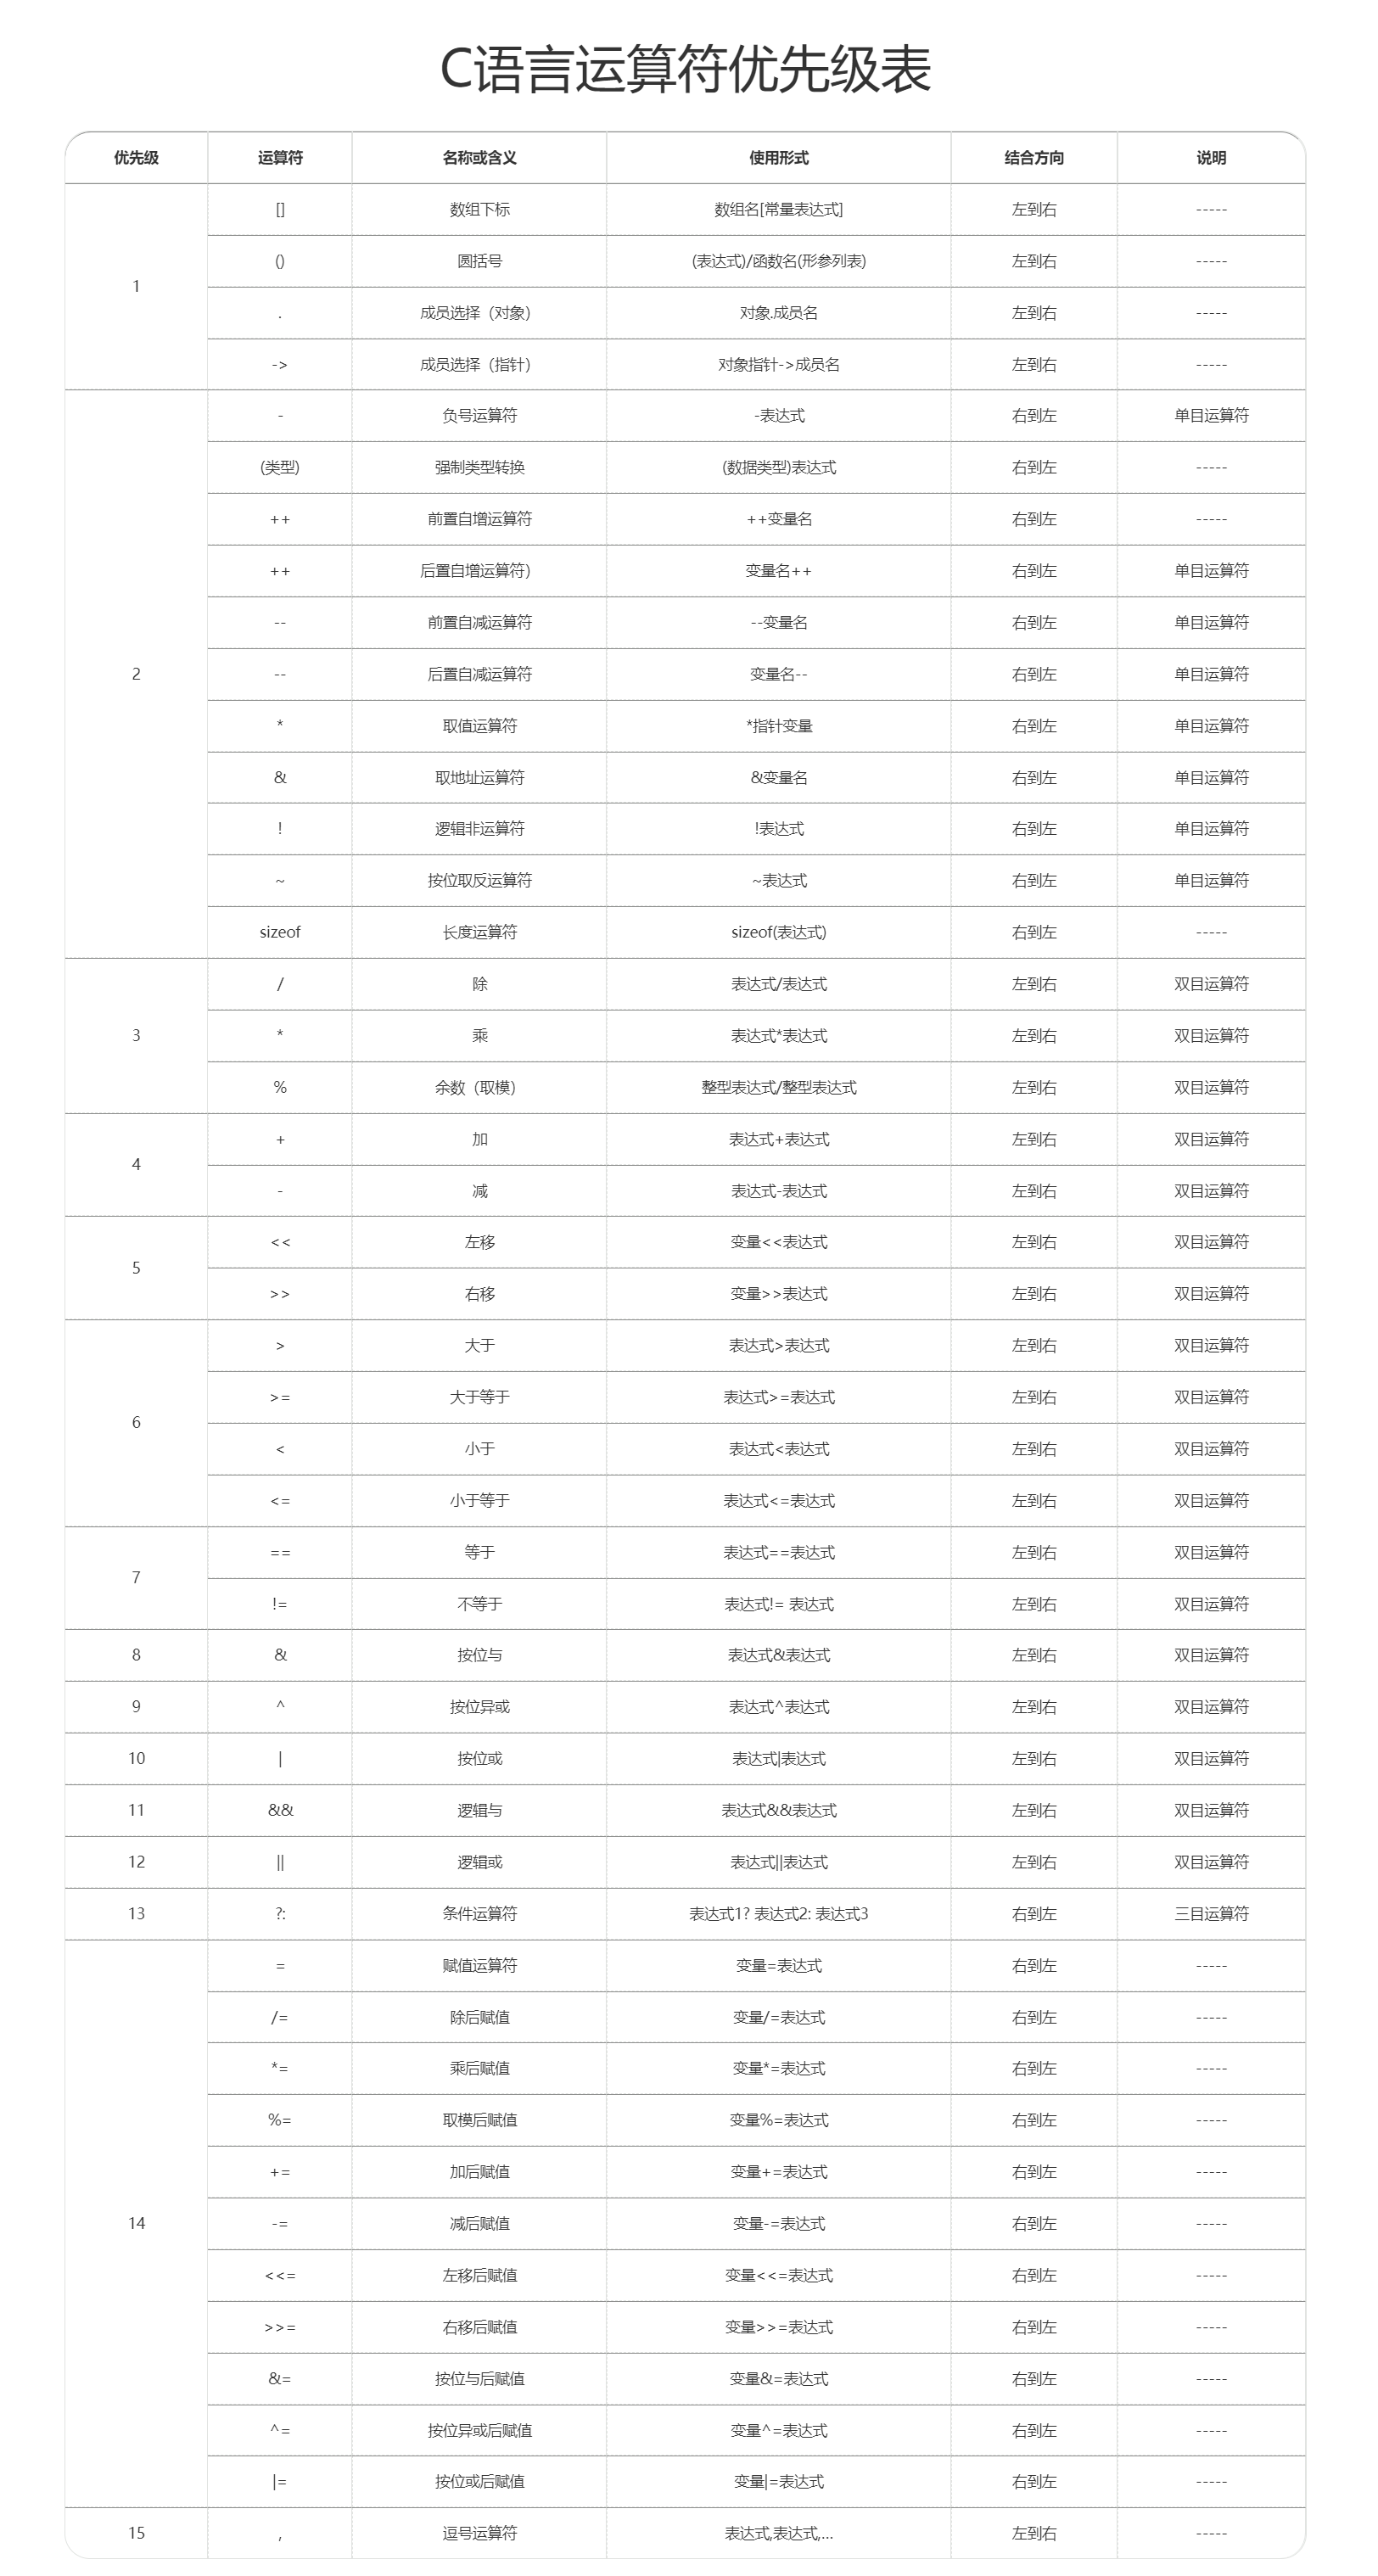 C语言运算符优先级表
优先级 运算符 名称或含义 使用形式 结合方向 说明
[] 数组下标 数组名[常量表达式] 左到右 -----
() 圆括号 (表达式)/函数名(形参列表) 左到右 -----
1
. 成员选择（对象） 对象.成员名 左到右 -----
-> 成员选择（指针） 对象指针->成员名 左到右 -----
- 负号运算符 -表达式 右到左 单目运算符
(类型) 强制类型转换 (数据类型)表达式 右到左 -----
++ 前置自增运算符 ++变量名 右到左 -----
++ 后置自增运算符） 变量名++ 右到左 单目运算符
-- 前置自减运算符 --变量名 右到左 单目运算符
2 -- 后置自减运算符 变量名-- 右到左 单目运算符
* 取值运算符 *指针变量 右到左 单目运算符
& 取地址运算符 &变量名 右到左 单目运算符
! 逻辑非运算符 !表达式 右到左 单目运算符
~ 按位取反运算符 ~表达式 右到左 单目运算符
sizeof 长度运算符 sizeof(表达式) 右到左 -----
/ 除 表达式/表达式 左到右 双目运算符
3 * 乘 表达式*表达式 左到右 双目运算符
% 余数（取模） 整型表达式/整型表达式 左到右 双目运算符
+ 加 表达式+表达式 左到右 双目运算符
4
- 减 表达式-表达式 左到右 双目运算符
<< 左移 变量<<表达式 左到右 双目运算符
5
>> 右移 变量>>表达式 左到右 双目运算符
> 大于 表达式>表达式 左到右 双目运算符
>= 大于等于 表达式>=表达式 左到右 双目运算符
6
< 小于 表达式<表达式 左到右 双目运算符
<= 小于等于 表达式<=表达式 左到右 双目运算符
== 等于 表达式==表达式 左到右 双目运算符
7
!= 不等于 表达式!= 表达式 左到右 双目运算符
8 & 按位与 表达式&表达式 左到右 双目运算符
9 ^ 按位异或 表达式^表达式 左到右 双目运算符
10 | 按位或 表达式|表达式 左到右 双目运算符
11 && 逻辑与 表达式&&表达式 左到右 双目运算符
12 || 逻辑或 表达式||表达式 左到右 双目运算符
13 ?: 条件运算符 表达式1? 表达式2: 表达式3 右到左 三目运算符
= 赋值运算符 变量=表达式 右到左 -----
/= 除后赋值 变量/=表达式 右到左 -----
*= 乘后赋值 变量*=表达式 右到左 -----
%= 取模后赋值 变量%=表达式 右到左 -----
+= 加后赋值 变量+=表达式 右到左 -----
14 -= 减后赋值 变量-=表达式 右到左 -----
<<= 左移后赋值 变量<<=表达式 右到左 -----
>>= 右移后赋值 变量>>=表达式 右到左 -----
&= 按位与后赋值 变量&=表达式 右到左 -----
^= 按位异或后赋值 变量^=表达式 右到左 -----
|= 按位或后赋值 变量|=表达式 右到左 -----
15 , 逗号运算符 表达式,表达式,... 左到右 -----